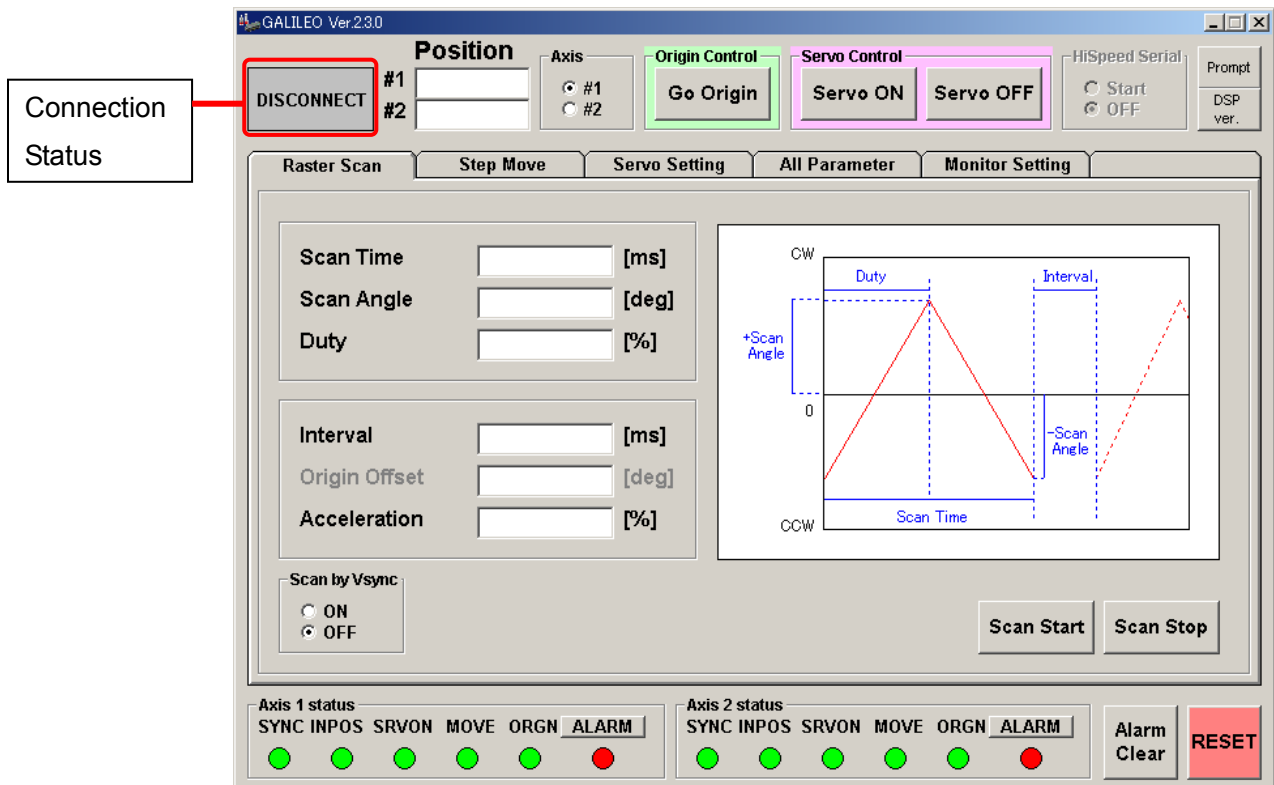 GALILEO Ver.2.3.0
Connection
Status
DISCONNECT
Position
#1
#2
Axis
#1
#2
Origin Control
Go Origin
Servo Control
Servo ON
Servo OFF
HiSpeed Serial
Start
OFF
Prompt
DSP
ver.
Raster Scan
Step Move
Servo Setting
All Parameter
Monitor Setting
Scan Time [ms]
Scan Angle [deg]
Duty [%]
Interval [ms]
Origin Offset [deg]
Acceleration [%]
Scan by Vsync
ON
OFF
CW
Duty
Interval
+Scan
Angle
0
-Scan
Angle
Scan Time
CCW
Scan Start
Scan Stop
Axis 1 status
SYNC INPOS SRVON MOVE ORGN ALARM
Axis 2 status
SYNC INPOS SRVON MOVE ORGN ALARM
Alarm
Clear
RESET